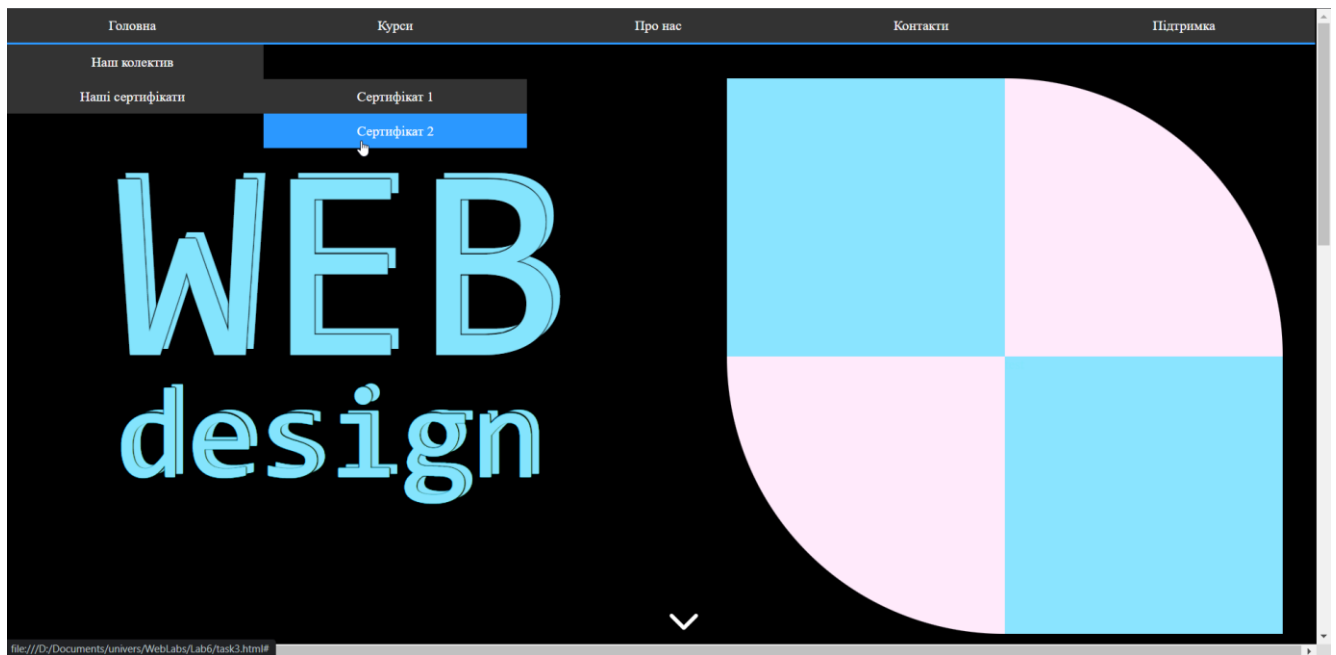 Головна Курси Про нас Контакти Підтримка
Наш колектив
Наші сертифікати Сертифікат 1
Сертифікат 2
WEB
design
file:///D:/Documents/univers/WebLabs/Lab6/task3.html#